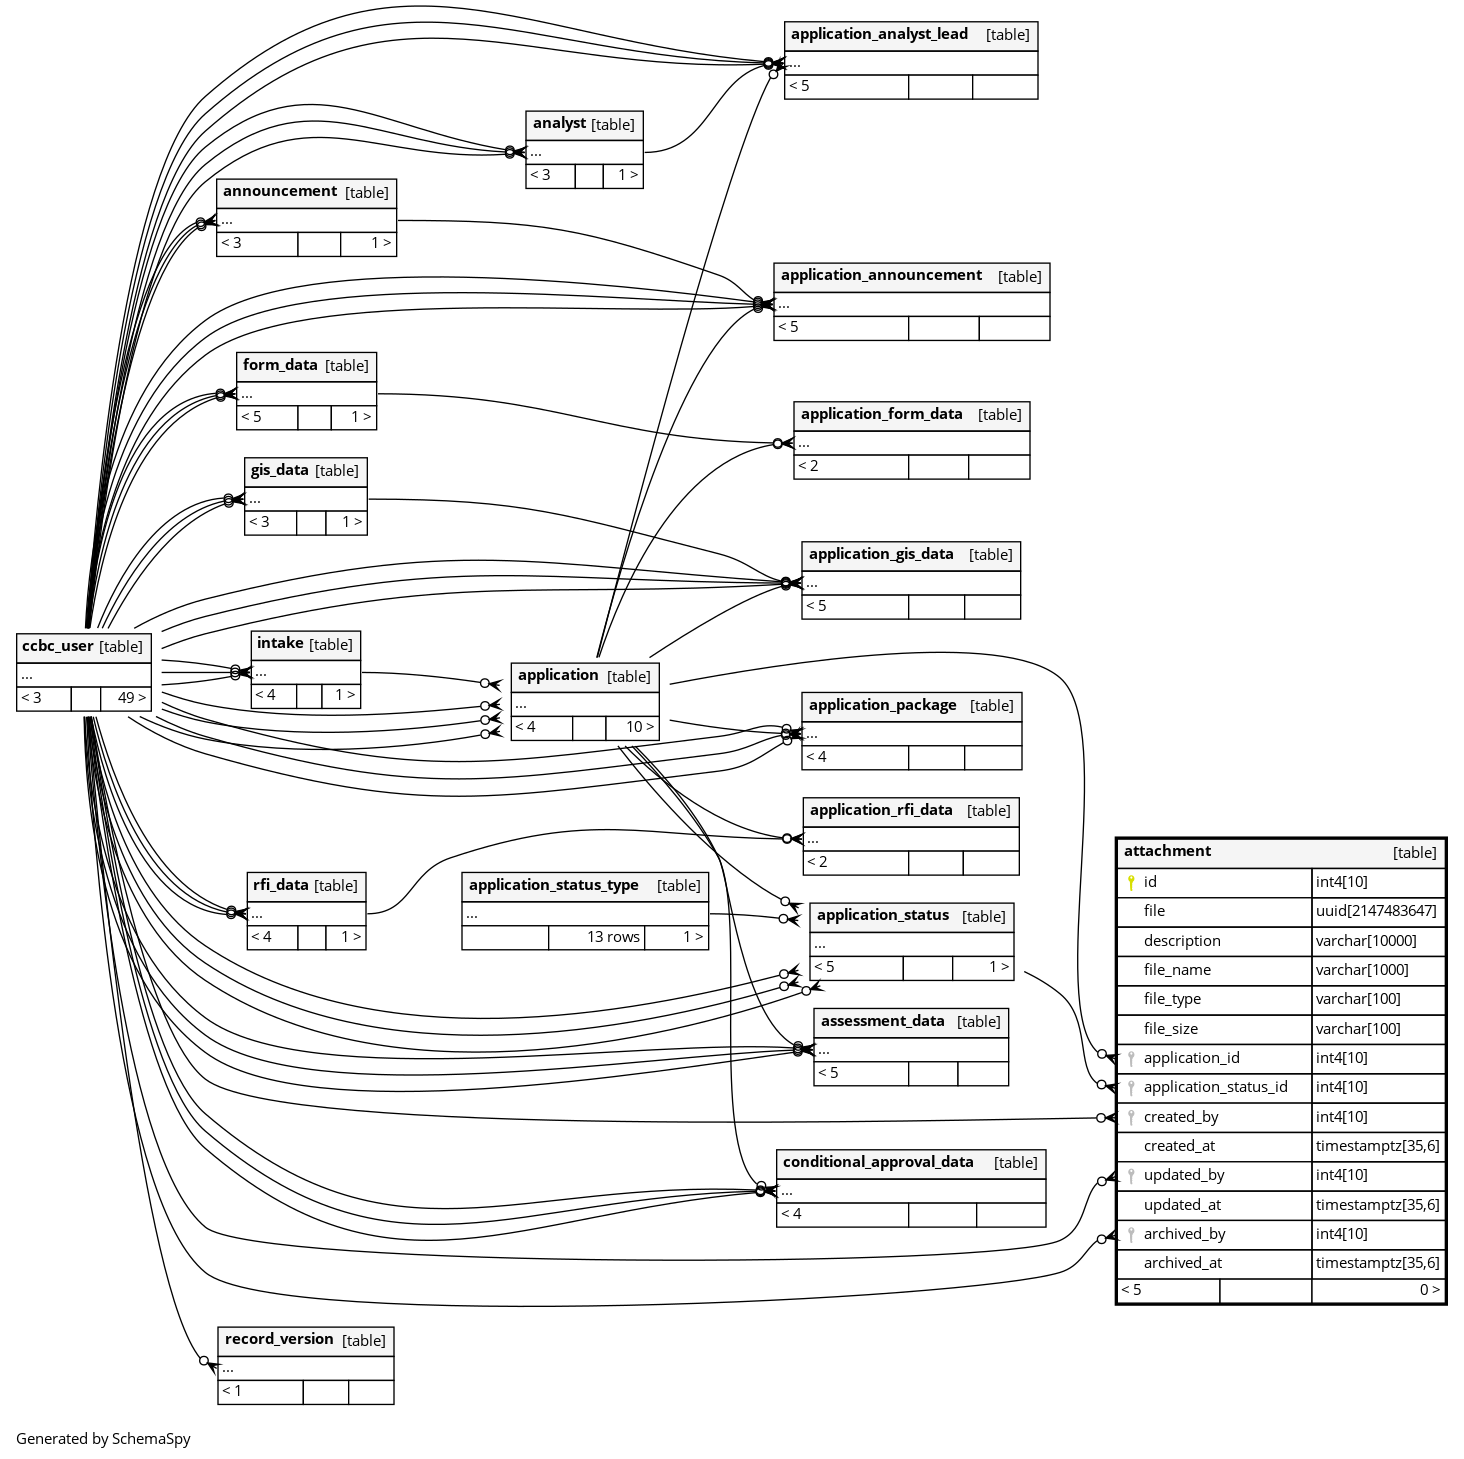 application_analyst_lead [table]
...
< 5
analyst [table]
...
< 3 1 >
announcement [table]
...
< 3 1 >
application_announcement [table]
...
< 5
form_data [table]
...
< 5 1 >
application_form_data [table]
...
< 2
gis_data [table]
...
< 3 1 >
application_gis_data [table]
...
< 5
ccbc_user [table]
...
< 3 49 >
intake [table]
...
< 4 1 >
application [table]
...
< 4 10 >
application_package [table]
...
< 4
application_rfi_data [table]
...
< 2
rfi_data [table]
...
< 4 1 >
application_status_type [table]
...
13 rows 1 >
application_status [table]
...
< 5 1 >
assessment_data [table]
...
< 5
conditional_approval_data [table]
...
< 4
attachment [table]
id int4[10]
file uuid[2147483647]
description varchar[10000]
file_name varchar[1000]
file_type varchar[100]
file_size varchar[100]
application_id int4[10]
application_status_id int4[10]
created_by int4[10]
created_at timestamptz[35,6]
updated_by int4[10]
updated_at timestamptz[35,6]
archived_by int4[10]
archived_at timestamptz[35,6]
< 5 0 >
record_version [table]
...
< 1
Generated by SchemaSpy